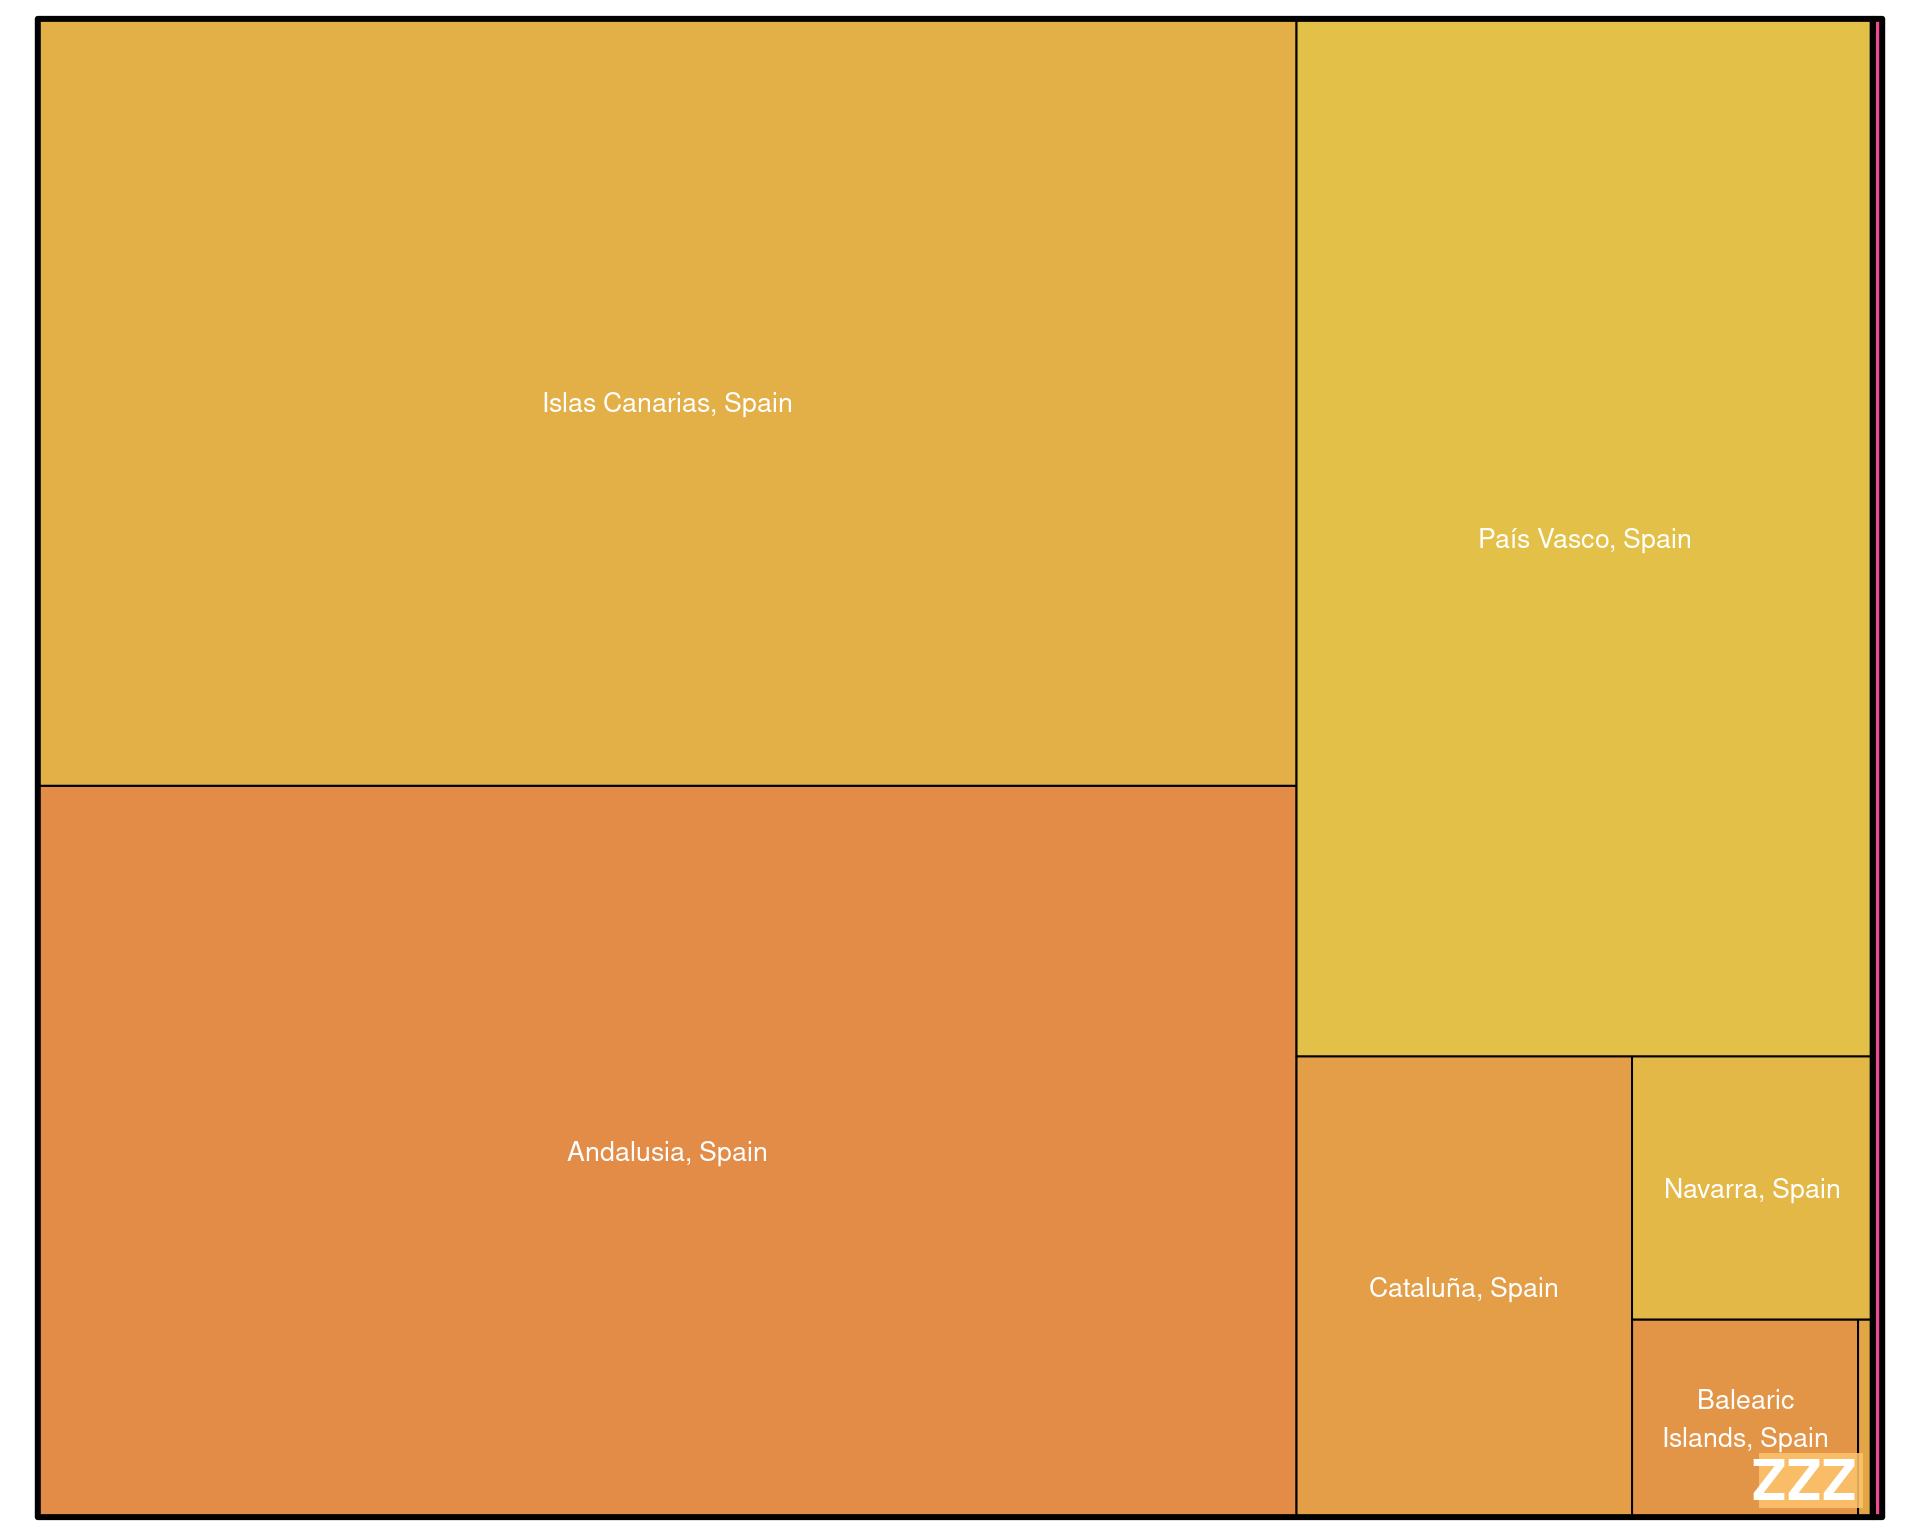 Islas Canarias, Spain
País Vasco, Spain
Andalusia, Spain
Navarra, Spain
Cataluña, Spain
Balearic
Islands, Spain
ZZZ